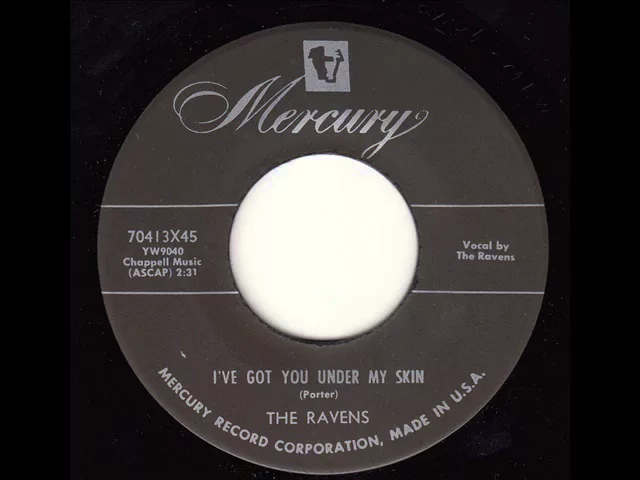 Mercury
70413X45
YW9040
Chappell Music
(ASCAP) 2:31
Vocal by
The Ravens
I'VE GOT YOU UNDER MY SKIN
(Porter)
THE RAVENS
MERCURY RECORD CORPORATION, MADE IN U.S.A.